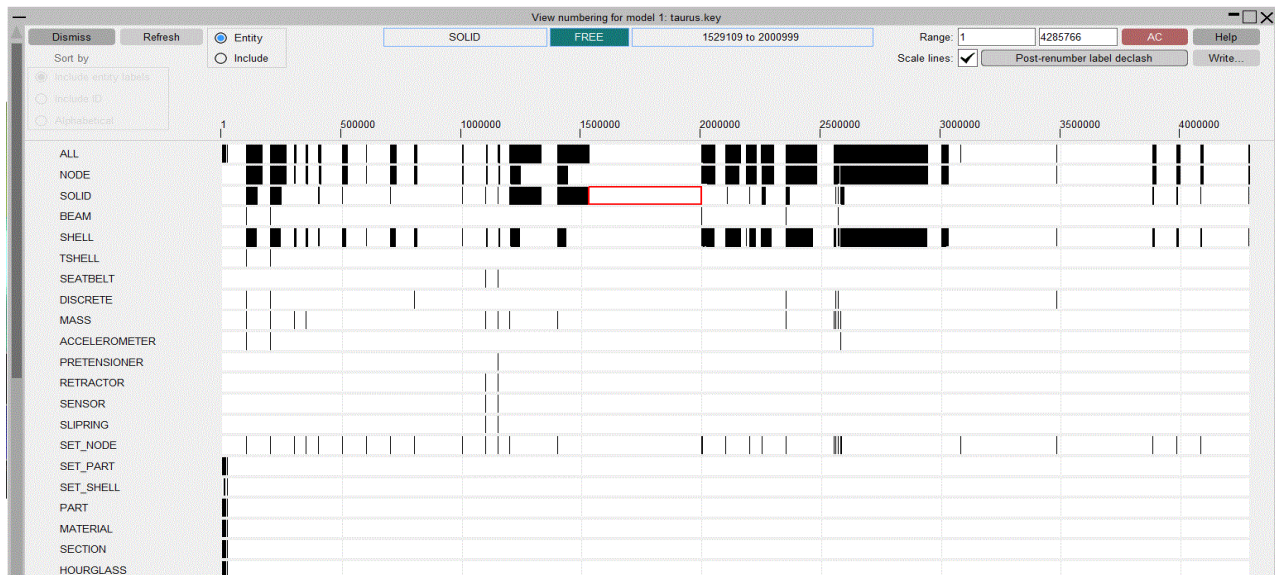 View numbering for model 1: taurus.key
Dismiss Refresh Entity SOLID FREE 1529109 to 2000999 Range: 1 4285766 AC Help
Sort by Include Scale lines: Post-renumber label declash Write...
Include entity labels
Include ID
Alphabetical
1 500000 1000000 1500000 2000000 2500000 3000000 3500000 4000000
ALL
NODE
SOLID
BEAM
SHELL
TSHELL
SEATBELT
DISCRETE
MASS
ACCELEROMETER
PRETENSIONER
RETRACTOR
SENSOR
SLIPRING
SET_NODE
SET_PART
SET_SHELL
PART
MATERIAL
SECTION
HOURGLASS